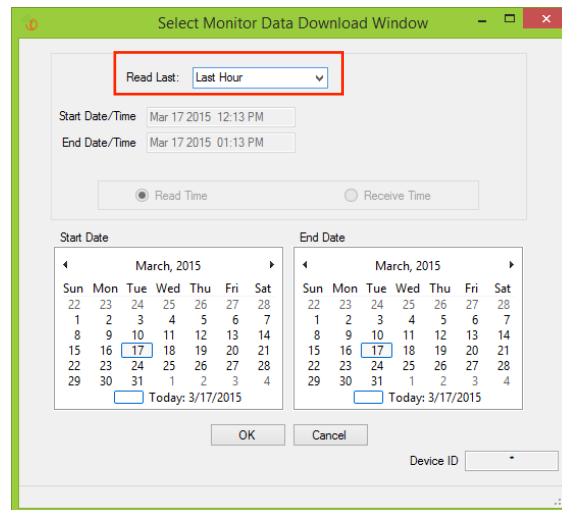 Select Monitor Data Download Window
Read Last: Last Hour
Start Date/Time Mar 17 2015 12:13 PM
End Date/Time Mar 17 2015 01:13 PM
Read Time Receive Time
Start Date
March, 2015
Sun Mon Tue Wed Thu Fri Sat
22 23 24 25 26 27 28
1 2 3 4 5 6 7
8 9 10 11 12 13 14
15 16 17 18 19 20 21
22 23 24 25 26 27 28
29 30 31 1 2 3 4
Today: 3/17/2015
End Date
March, 2015
Sun Mon Tue Wed Thu Fri Sat
22 23 24 25 26 27 28
1 2 3 4 5 6 7
8 9 10 11 12 13 14
15 16 17 18 19 20 21
22 23 24 25 26 27 28
29 30 31 1 2 3 4
Today: 3/17/2015
OK Cancel
Device ID